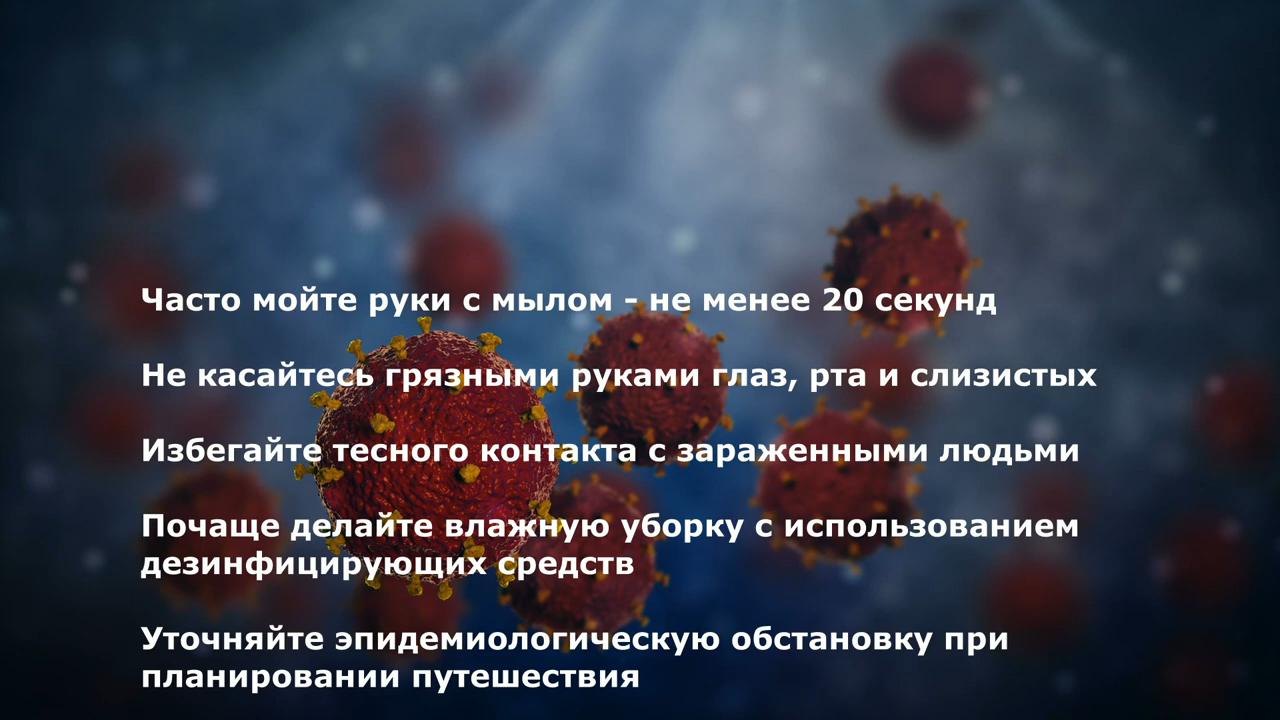 Часто мойте руки с мылом - не менее 20 секунд
Не касайтесь грязными руками глаз, рта и слизистых
Избегайте тесного контакта с зараженными людьми
Почаще делайте влажную уборку с использованием
дезинфицирующих средств
Уточняйте эпидемиологическую обстановку при
планировании путешествия